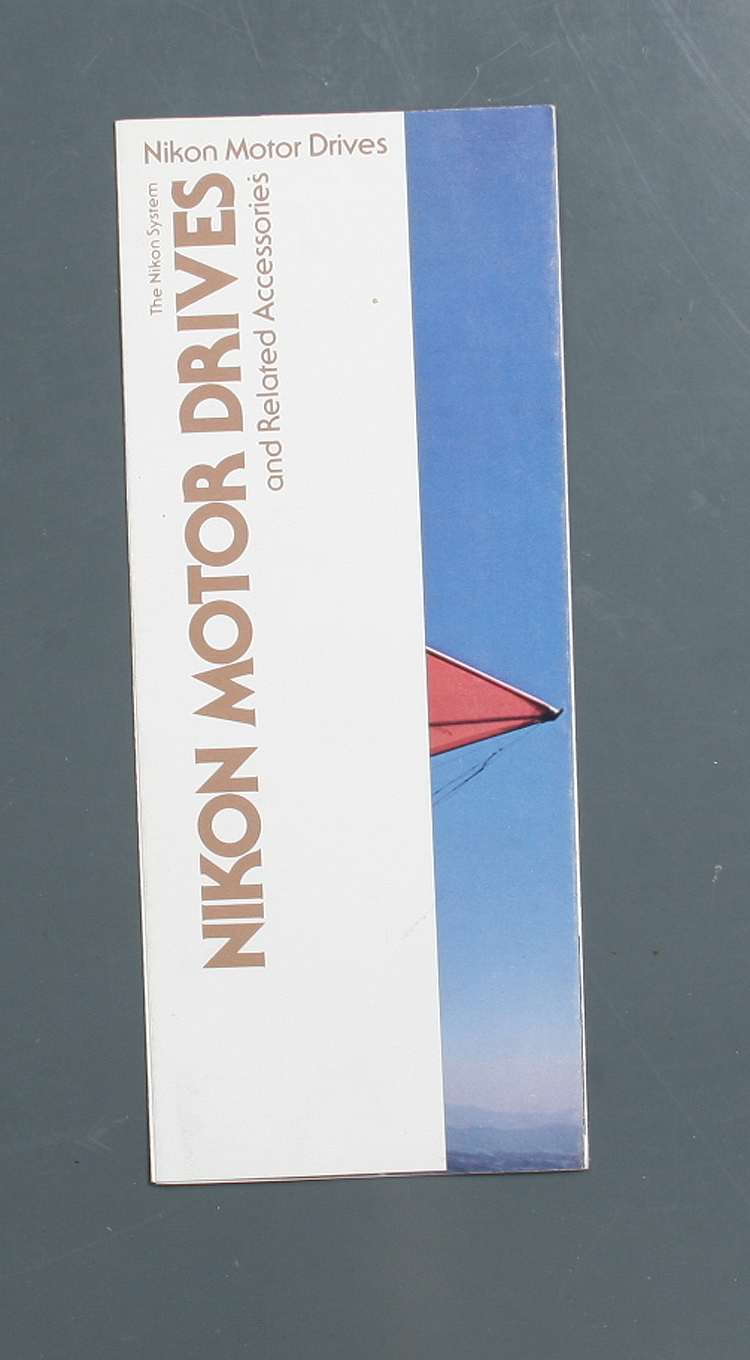 Nikon Motor Drives
The Nikon System
NIKON MOTOR DRIVES
and Related Accessories